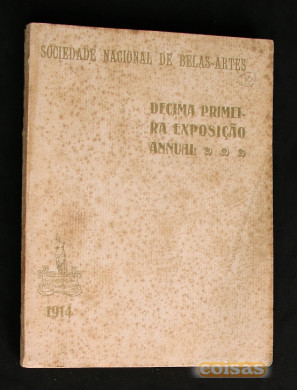 SOCIEDADE NACIONAL DE BELAS-ARTES
DECIMA PRIMEI-
RA EXPOSIÇÃO
ANNUAL
1914
coisas